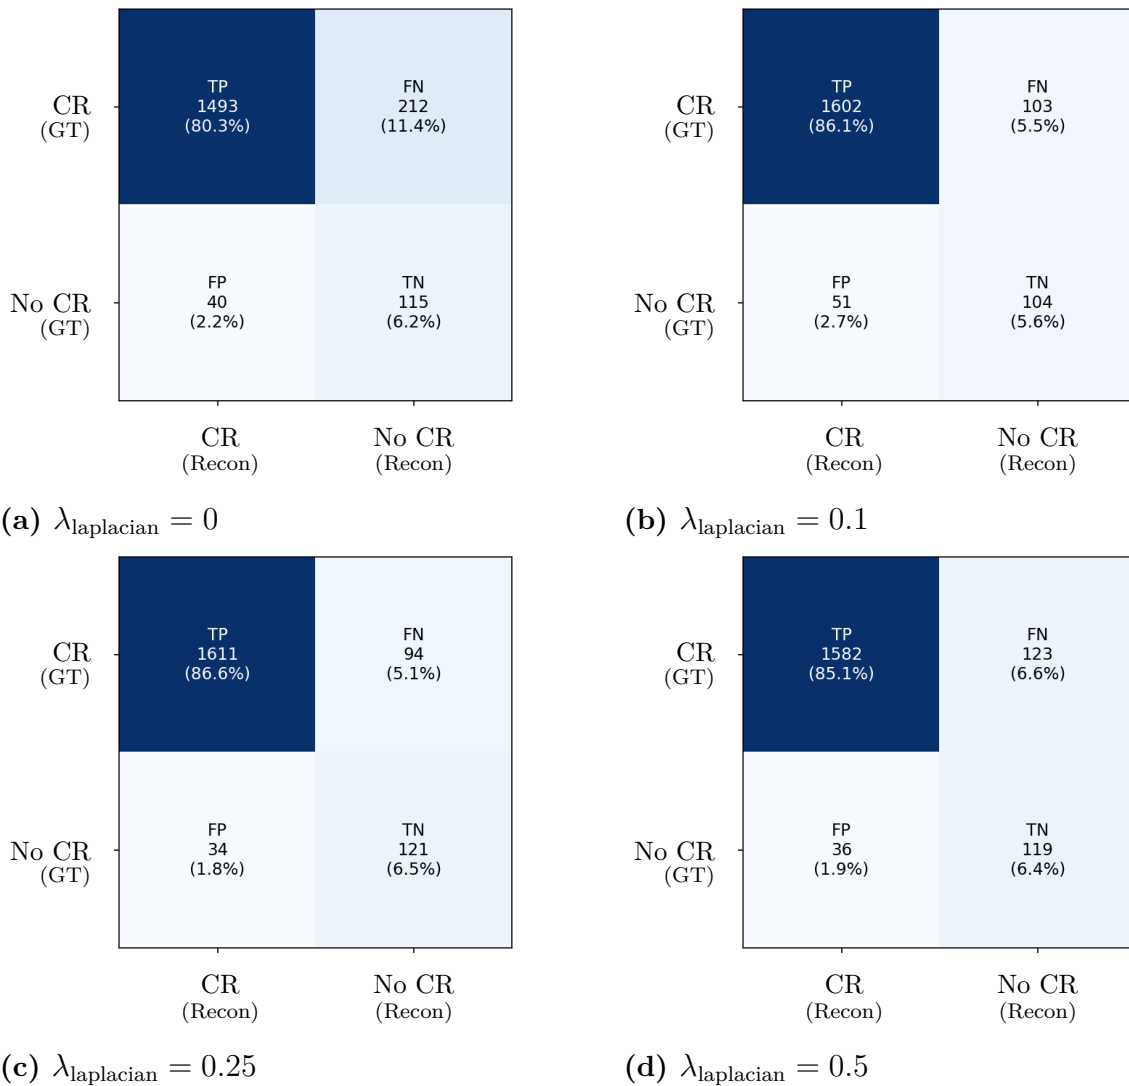 TP
1493
(80.3%)
FN
212
(11.4%)
CR
(GT)
FP
40
(2.2%)
TN
115
(6.2%)
No CR
(GT)
CR
(Recon)
No CR
(Recon)
(a) λlaplacian = 0
TP
1602
(86.1%)
FN
103
(5.5%)
CR
(GT)
FP
51
(2.7%)
TN
104
(5.6%)
No CR
(GT)
CR
(Recon)
No CR
(Recon)
(b) λlaplacian = 0.1
TP
1611
(86.6%)
FN
94
(5.1%)
CR
(GT)
FP
34
(1.8%)
TN
121
(6.5%)
No CR
(GT)
CR
(Recon)
No CR
(Recon)
(c) λlaplacian = 0.25
TP
1582
(85.1%)
FN
123
(6.6%)
CR
(GT)
FP
36
(1.9%)
TN
119
(6.4%)
No CR
(GT)
CR
(Recon)
No CR
(Recon)
(d) λlaplacian = 0.5